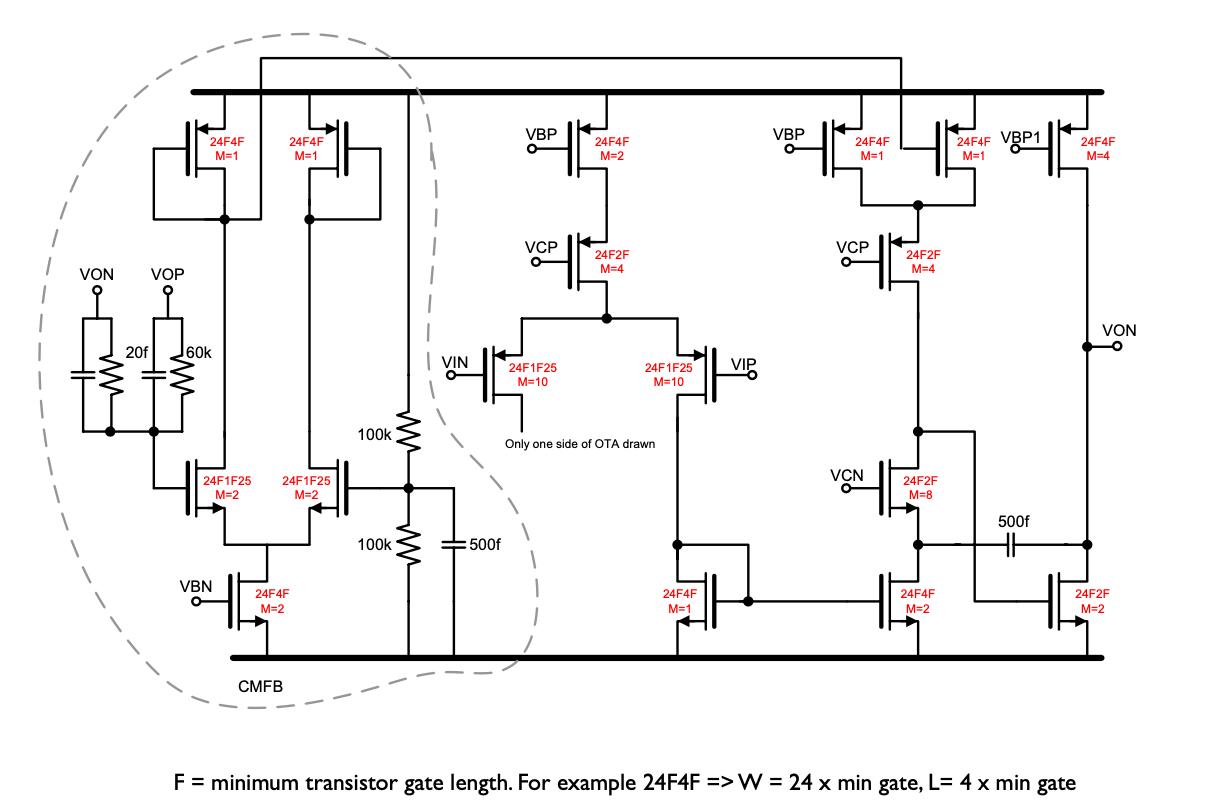 24F4F
M=1
24F4F
M=1
VBP
24F4F
M=2
VBP
24F4F
M=1
24F4F
M=1
VBP1
24F4F
M=4
VCP
24F2F
M=4
VCP
24F2F
M=4
VON
VOP
20f
60k
VON
VIN
24F1F25
M=10
24F1F25
M=10
VIP
Only one side of OTA drawn
100k
24F1F25
M=2
24F1F25
M=2
VCN
24F2F
M=8
100k
500f
500f
VBN
24F4F
M=2
24F4F
M=1
24F4F
M=2
24F2F
M=2
CMFB
F = minimum transistor gate length. For example 24F4F => W = 24 x min gate, L= 4 x min gate